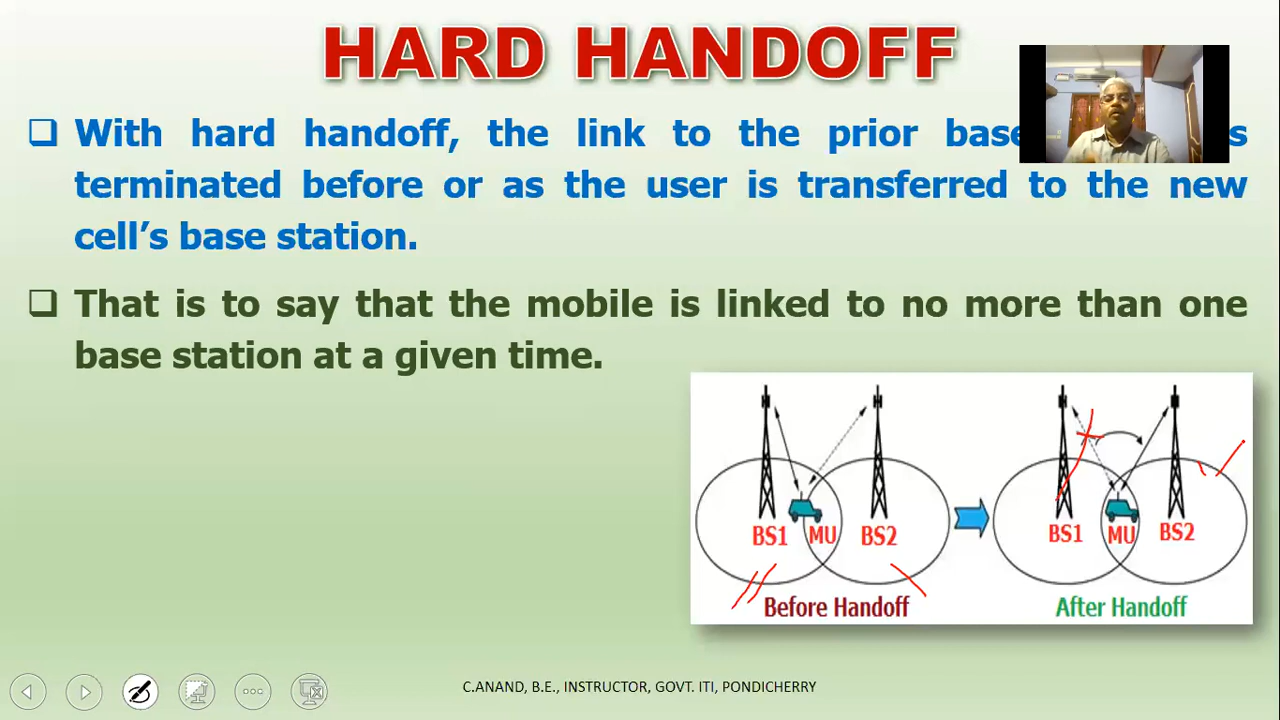 HARD HANDOFF
With hard handoff, the link to the prior base s
terminated before or as the user is transferred to the new
cell’s base station.
That is to say that the mobile is linked to no more than one
base station at a given time.
BS1 MU BS2
Before Handoff
BS1 MU BS2
After Handoff
C.ANAND, B.E., INSTRUCTOR, GOVT. ITI, PONDICHERRY